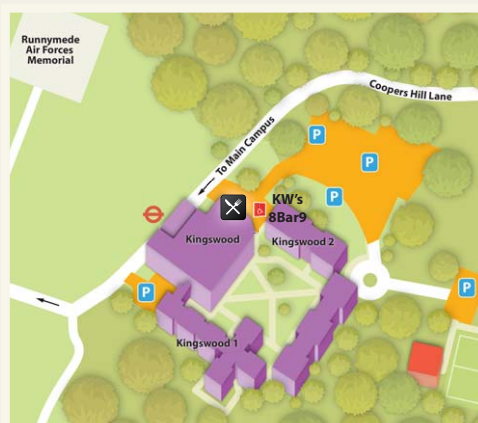 Runnymede
Air Forces
Memorial
Coopers Hill Lane
To Main Campus
P
P
P
KW's
8Bar9
Kingswood
Kingswood 2
P
P
Kingswood 1